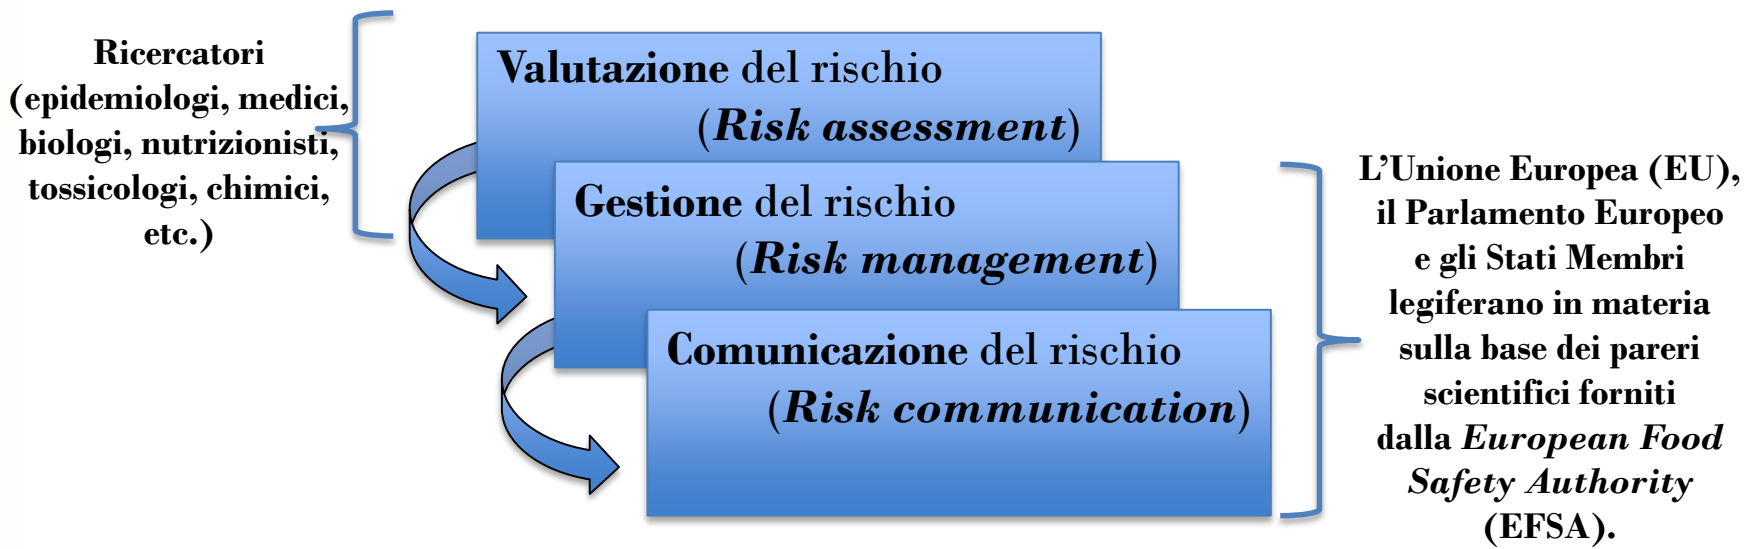 Ricercatori
(epidemiologi, medici,
biologi, nutrizionisti,
tossicologi, chimici,
etc.)
Valutazione del rischio
(Risk assessment)
Gestione del rischio
(Risk management)
Comunicazione del rischio
(Risk communication)
L’Unione Europea (EU),
il Parlamento Europeo
e gli Stati Membri
legiferano in materia
sulla base dei pareri
scientifici forniti
dalla European Food
Safety Authority
(EFSA).